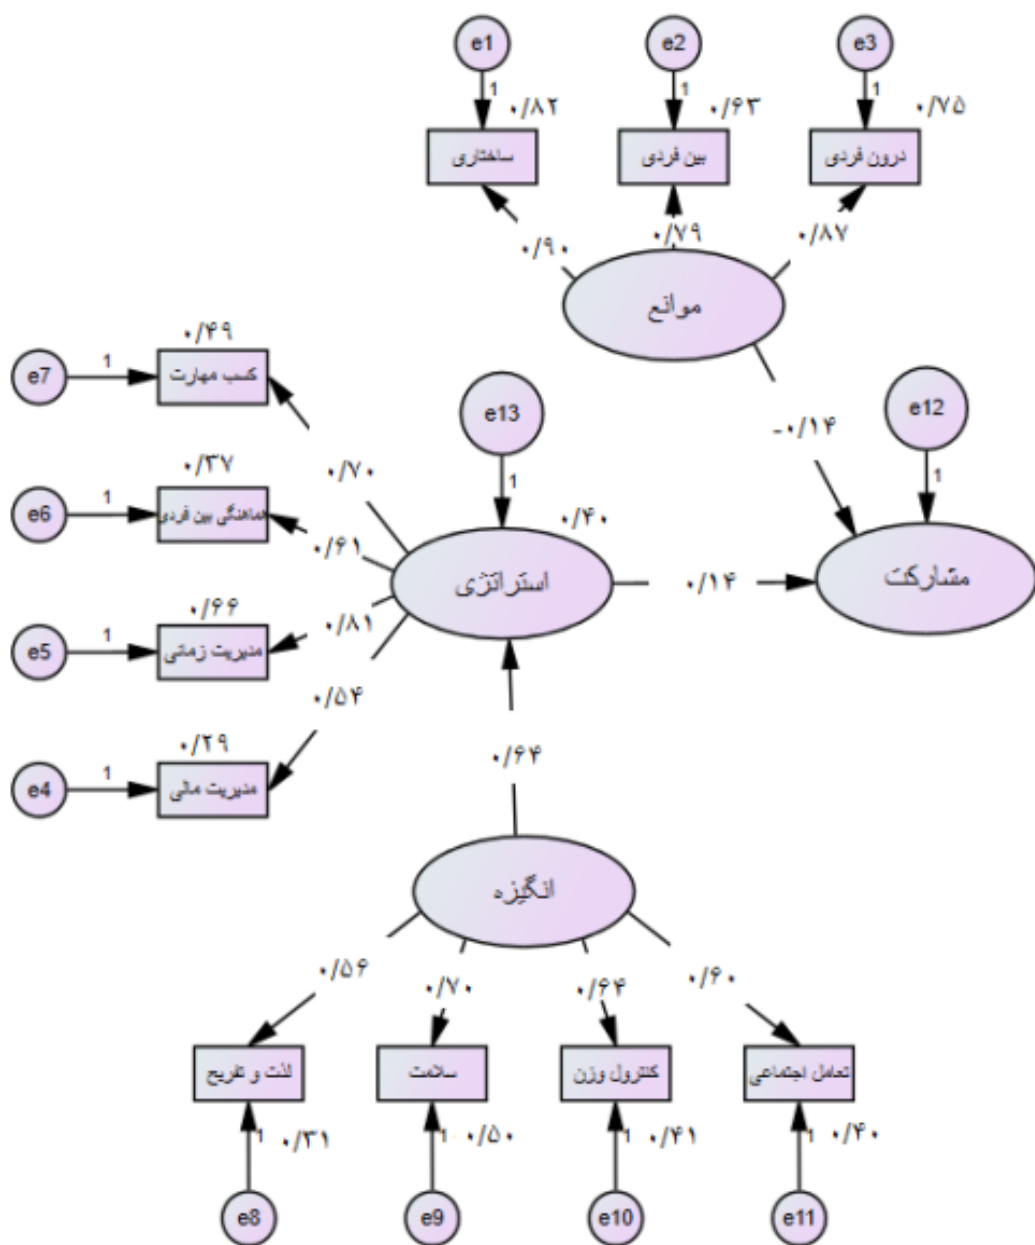 e1
e2
e3
1
1
1
۰/۸۲
۰/۶۳
۰/۷۵
ساختاری
بین فردی
درون فردی
۰/۹۰
۰/۷۹
۰/۸۷
موانع
۰/۴۹
e7
1
کسب مهارت
e13
e12
-۰/۱۴
۰/۷۰
۰/۳۷
1
1
e6
1
هماهنگی بین فردی
۰/۴۰
۰/۶۱
استراتژی
۰/۱۴
مشارکت
۰/۶۶
۰/۸۱
e5
1
مدیریت زمانی
۰/۵۴
۰/۲۹
۰/۶۴
e4
1
مدیریت مالی
انگیزه
۰/۵۶
۰/۷۰
۰/۶۴
۰/۶۰
لذت و تفریح
سلامت
کنترول وزن
تعامل اجتماعی
1
۰/۳۱
1
۰/۵۰
1
۰/۴۱
1
۰/۴۰
e8
e9
e10
e11